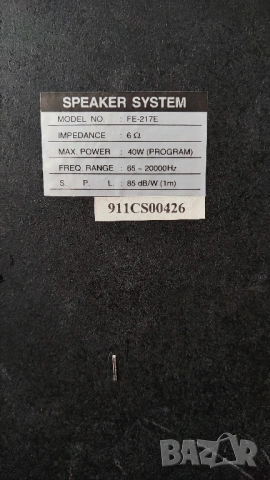 SPEAKER SYSTEM
MODEL NO. : FE-217E
IMPEDANCE : 6 Ω
MAX. POWER : 40W (PROGRAM)
FREQ. RANGE : 65 ~ 20000Hz
S. P. L. : 85 dB/W (1m)
911CS00426
BAZAR